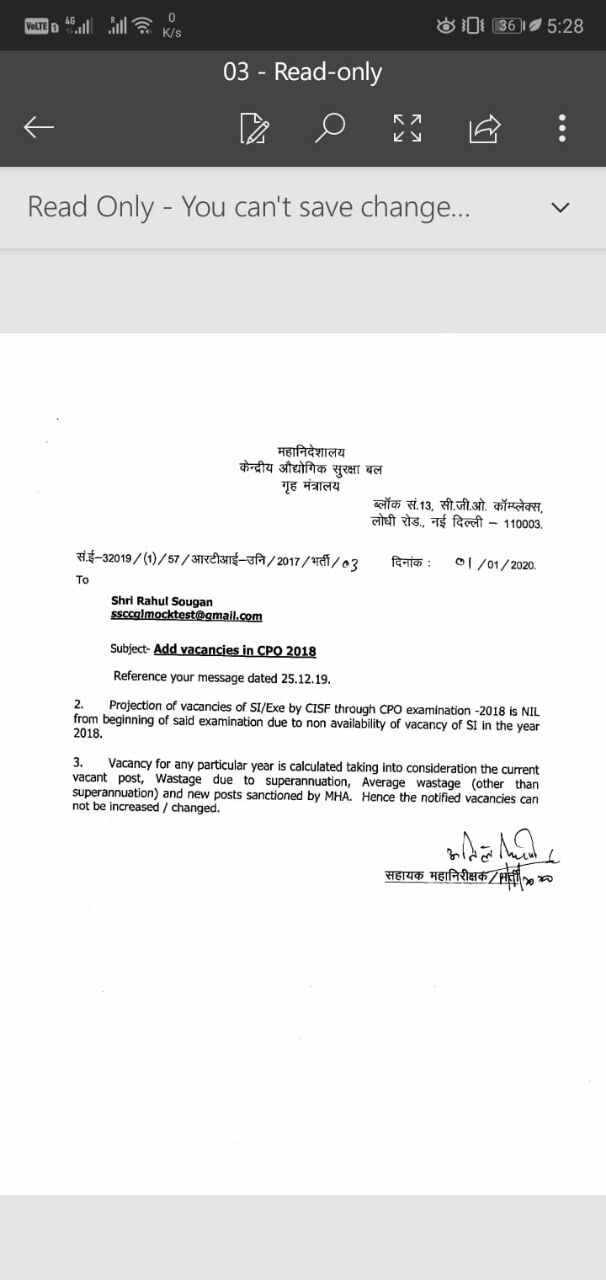 VoLTE 4G R 0 K/s 36 5:28
03 - Read-only
Read Only - You can't save change...
महानिदेशालय
केन्द्रीय औद्योगिक सुरक्षा बल
गृह मंत्रालय
ब्लॉक सं.13, सी.जी.ओ. कॉम्प्लेक्स,
लोधी रोड., नई दिल्ली – 110003.
सं.ई–32019/(1)/57/आरटीआई–उनि/2017/भर्ती/03 दिनांक : 01/01/2020.
To
Shri Rahul Sougan
ssccglmocktest@gmail.com
Subject- Add vacancies in CPO 2018
Reference your message dated 25.12.19.
2. Projection of vacancies of SI/Exe by CISF through CPO examination -2018 is NIL
from beginning of said examination due to non availability of vacancy of SI in the year
2018.
3. Vacancy for any particular year is calculated taking into consideration the current
vacant post, Wastage due to superannuation, Average wastage (other than
superannuation) and new posts sanctioned by MHA. Hence the notified vacancies can
not be increased / changed.
सहायक महानिरीक्षक/भर्ती